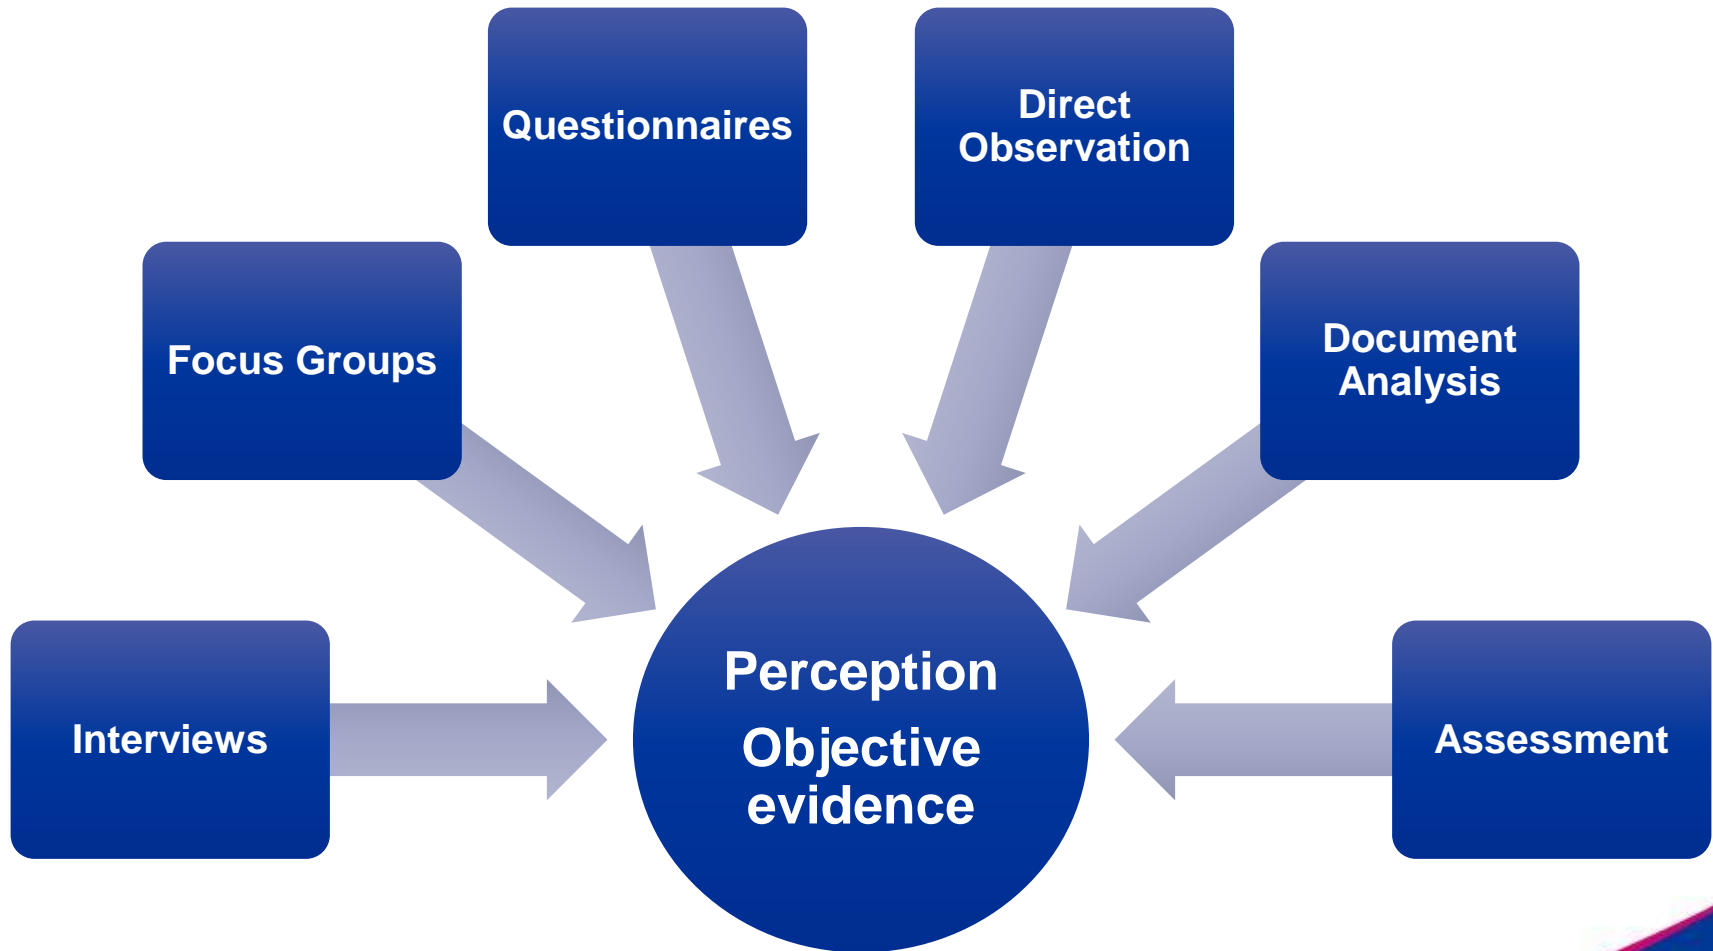 Questionnaires
Direct
Observation
Focus Groups
Document
Analysis
Interviews
Perception
Objective
evidence
Assessment